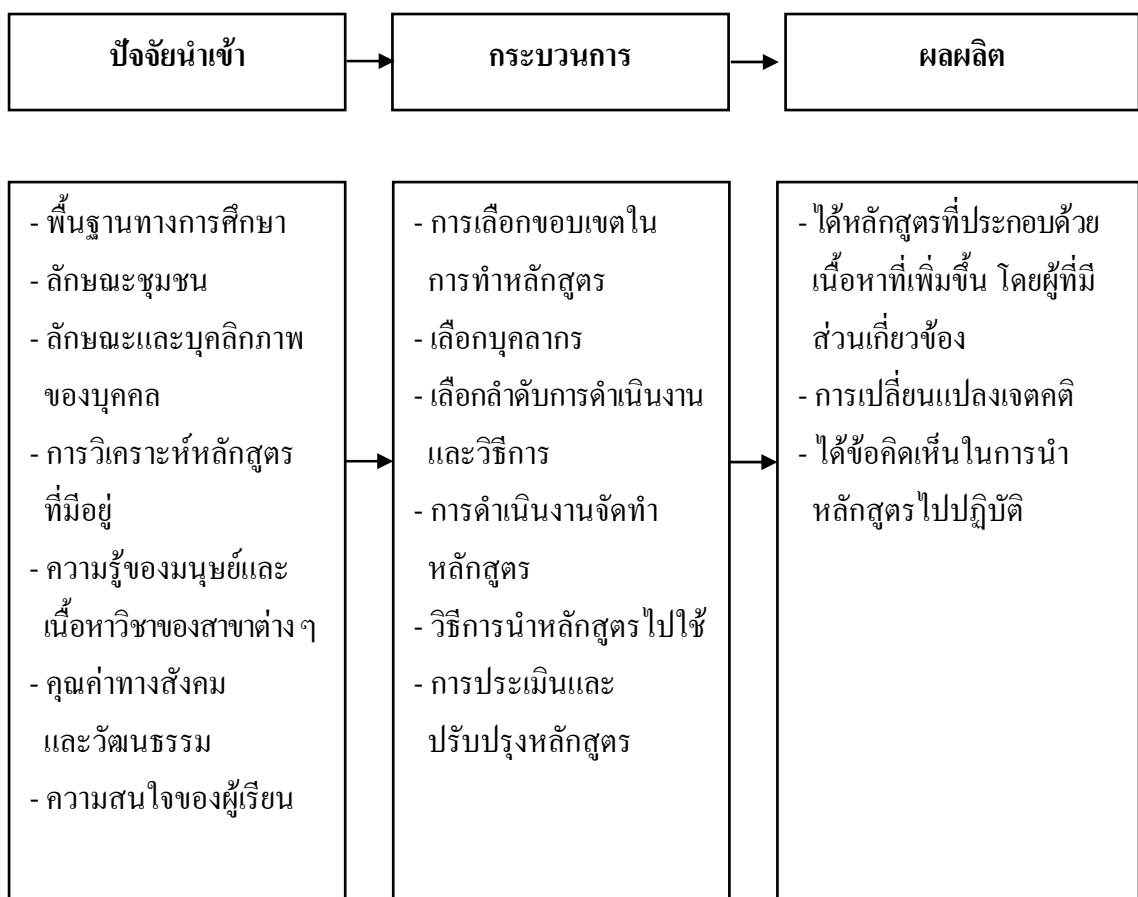 ปัจจัยนำเข้า
กระบวนการ
ผลผลิต
- พื้นฐานทางการศึกษา
- ลักษณะชุมชน
- ลักษณะและบุคลิกภาพ
ของบุคคล
- การวิเคราะห์หลักสูตร
ที่มีอยู่
- ความรู้ของมนุษย์และ
เนื้อหาวิชาของสาขาต่าง ๆ
- คุณค่าทางสังคม
และวัฒนธรรม
- ความสนใจของผู้เรียน
- การเลือกขอบเขตใน
การทำหลักสูตร
- เลือกบุคลากร
- เลือกลำดับการดำเนินงาน
และวิธีการ
- การดำเนินงานจัดทำ
หลักสูตร
- วิธีการนำหลักสูตรไปใช้
- การประเมินและ
ปรับปรุงหลักสูตร
- ได้หลักสูตรที่ประกอบด้วย
เนื้อหาที่เพิ่มขึ้น โดยผู้ที่มี
ส่วนเกี่ยวข้อง
- การเปลี่ยนแปลงเจตคติ
- ได้ข้อคิดเห็นในการนำ
หลักสูตรไปปฏิบัติ